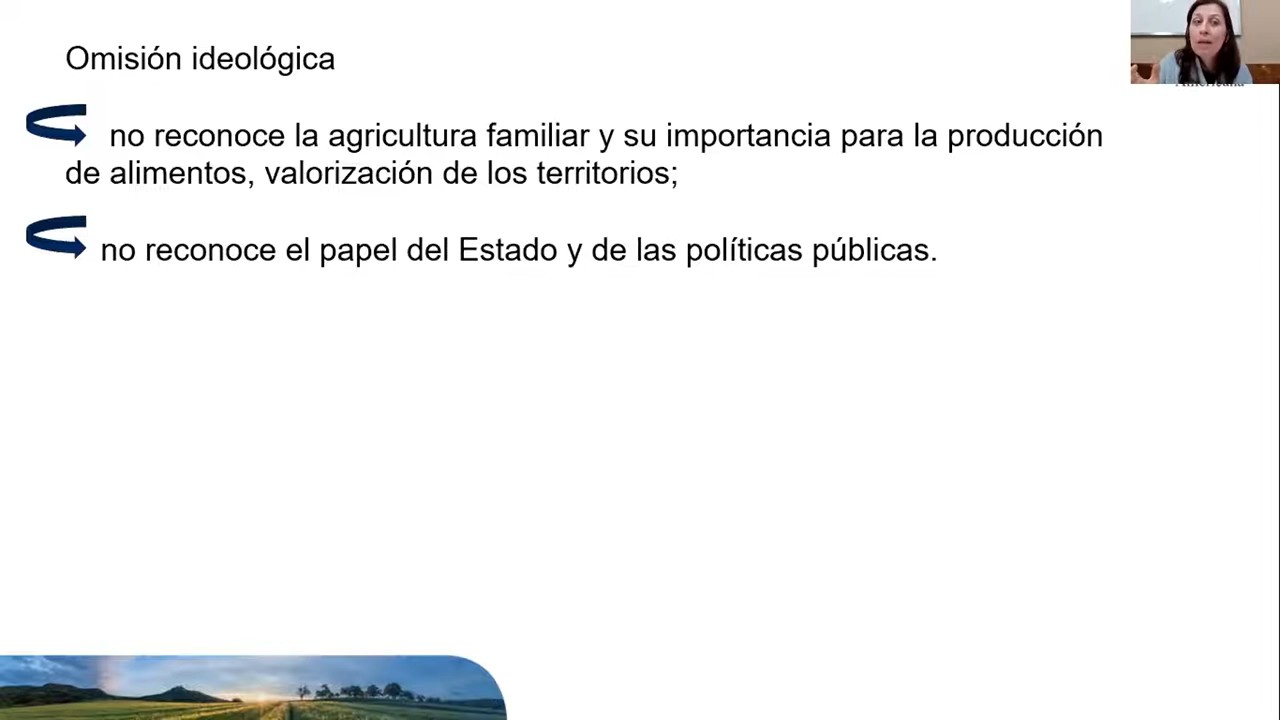 Omisión ideológica
no reconoce la agricultura familiar y su importancia para la producción
de alimentos, valorización de los territorios;
no reconoce el papel del Estado y de las políticas públicas.